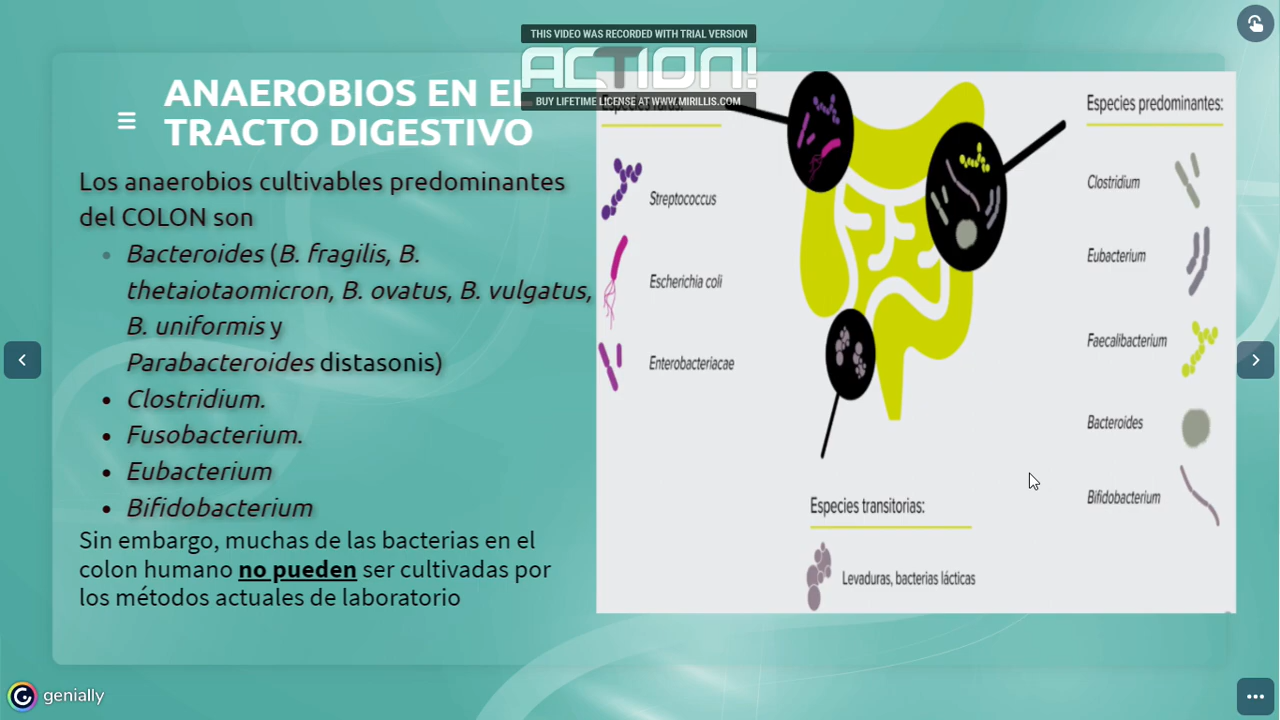 THIS VIDEO WAS RECORDED WITH TRIAL VERSION
ACTION!
BUY LIFETIME LICENSE AT WWW.MIRILLIS.COM
ANAEROBIOS EN EL
TRACTO DIGESTIVO
Los anaerobios cultivables predominantes
del COLON son
• Bacteroides (B. fragilis, B.
thetaiotaomicron, B. ovatus, B. vulgatus,
B. uniformis y
Parabacteroides distasonis)
• Clostridium.
• Fusobacterium.
• Eubacterium
• Bifidobacterium
Sin embargo, muchas de las bacterias en el
colon humano no pueden ser cultivadas por
los métodos actuales de laboratorio
Especies
Streptococcus
Escherichia coli
Enterobacteriacae
Especies predominantes:
Clostridium
Eubacterium
Faecalibacterium
Bacteroides
Bifidobacterium
Especies transitorias:
Levaduras, bacterias lácticas
genially